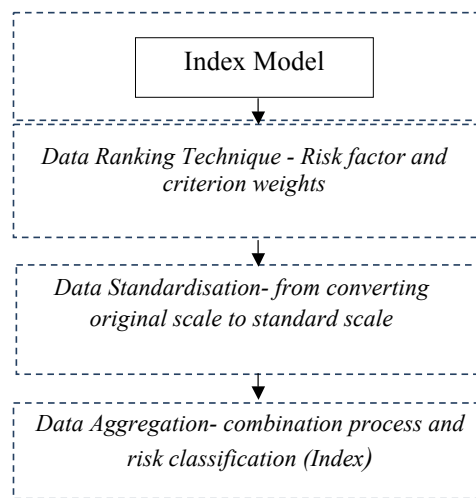 Index Model
Data Ranking Technique - Risk factor and
criterion weights
Data Standardisation- from converting
original scale to standard scale
Data Aggregation- combination process and
risk classification (Index)